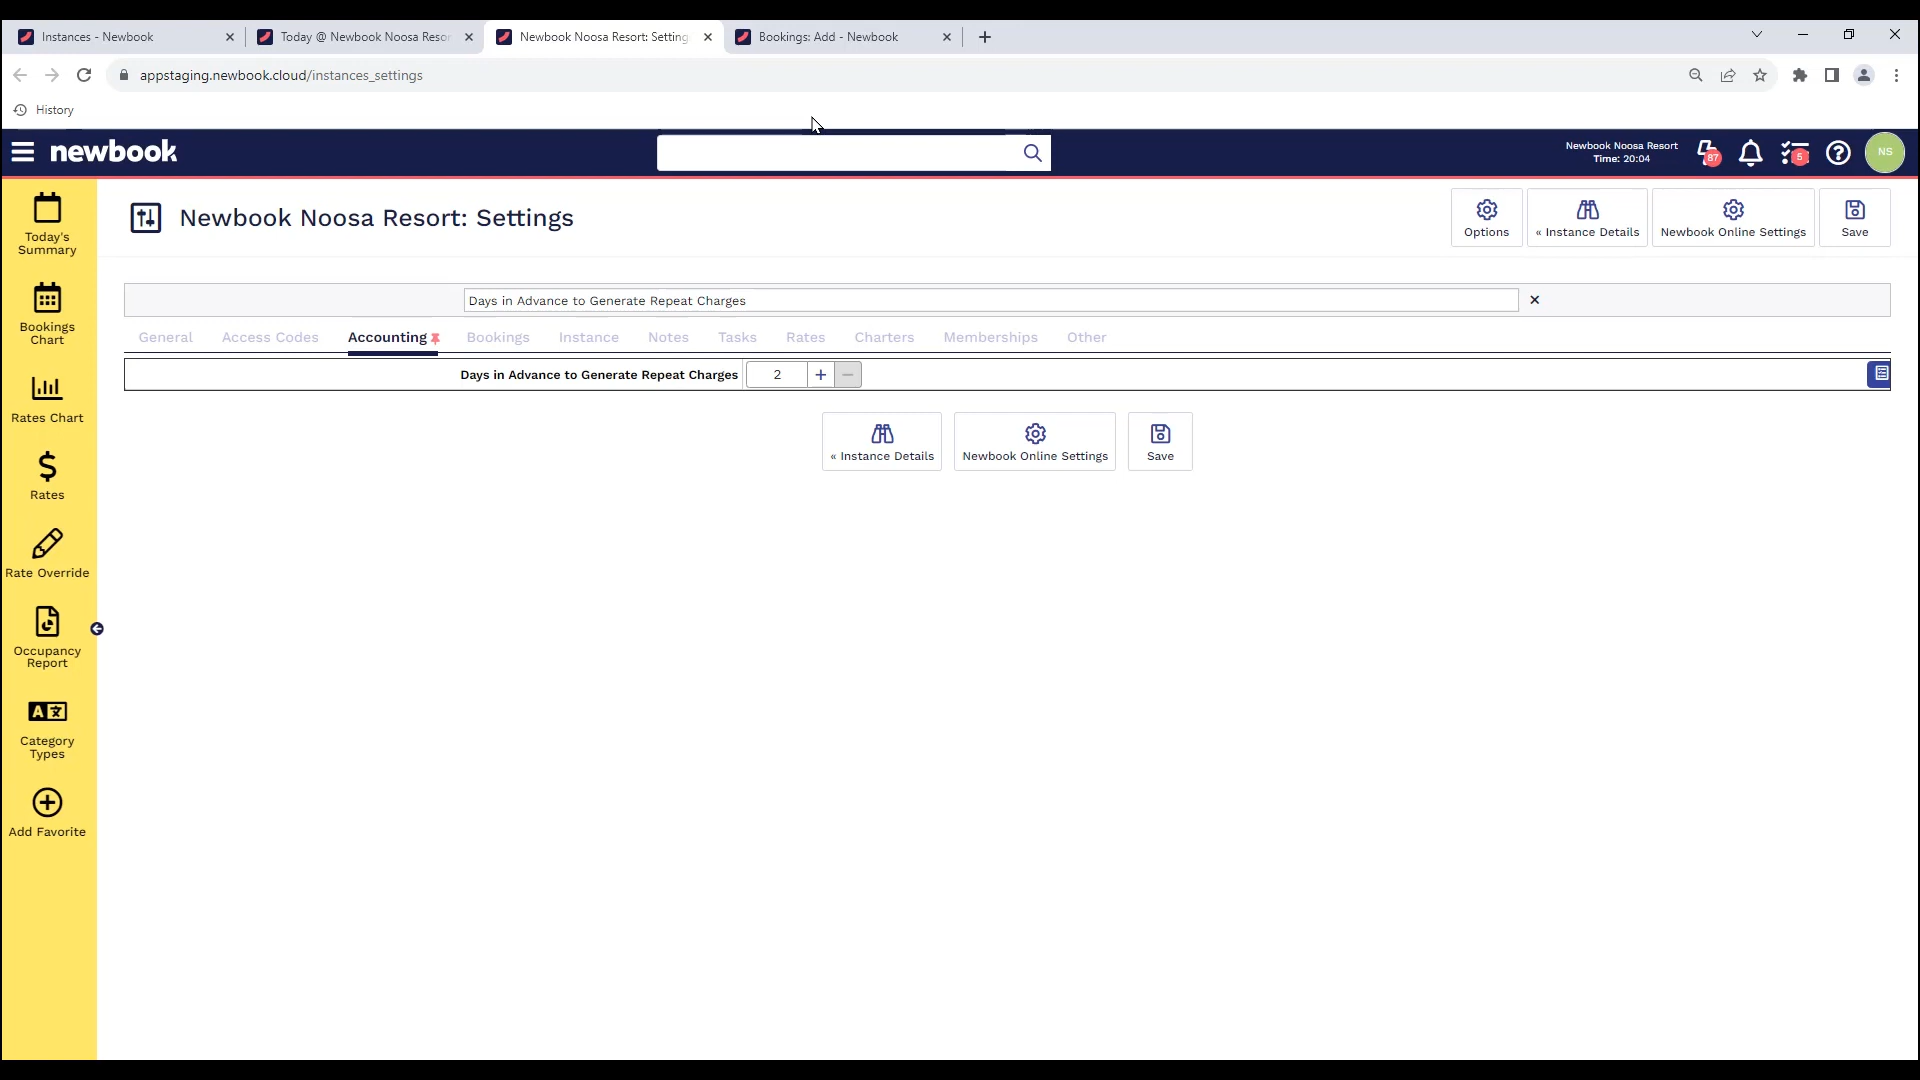 Instances - Newbook
Today @ Newbook Noosa Resor
Newbook Noosa Resort: Setting
Bookings: Add - Newbook
appstaging.newbook.cloud/instances_settings
History
newbook
Newbook Noosa Resort
Time: 20:04
87
5
NS
Newbook Noosa Resort: Settings
Options
« Instance Details
Newbook Online Settings
Save
Days in Advance to Generate Repeat Charges
General
Access Codes
Accounting
Bookings
Instance
Notes
Tasks
Rates
Charters
Memberships
Other
Days in Advance to Generate Repeat Charges
2
« Instance Details
Newbook Online Settings
Save
Today's
Summary
Bookings
Chart
Rates Chart
Rates
Rate Override
Occupancy
Report
Category
Types
Add Favorite